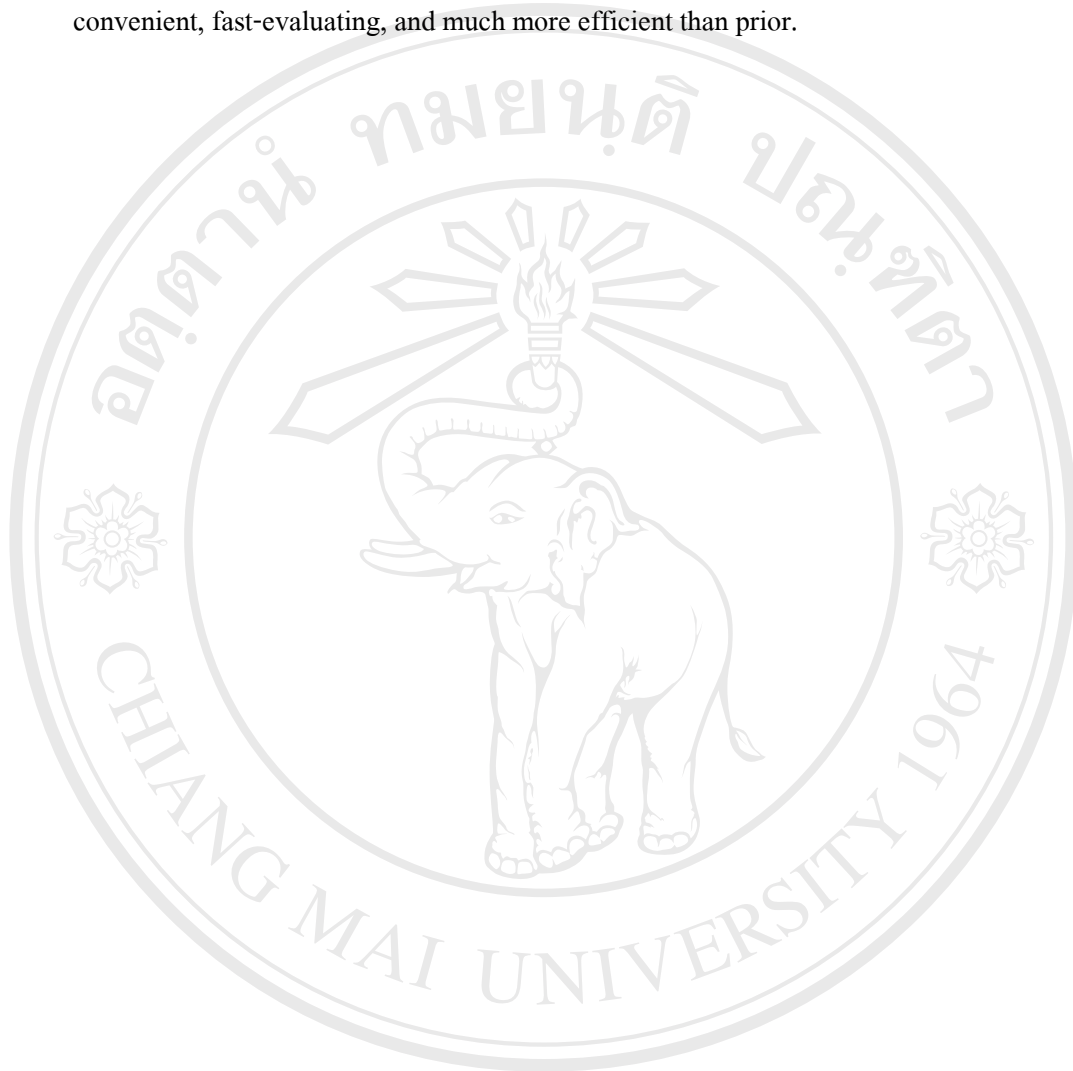 convenient, fast-evaluating, and much more efficient than prior.
อตฺตานํ ทมยนฺติ ปณฺฑิตา
CHIANG MAI UNIVERSITY 1964